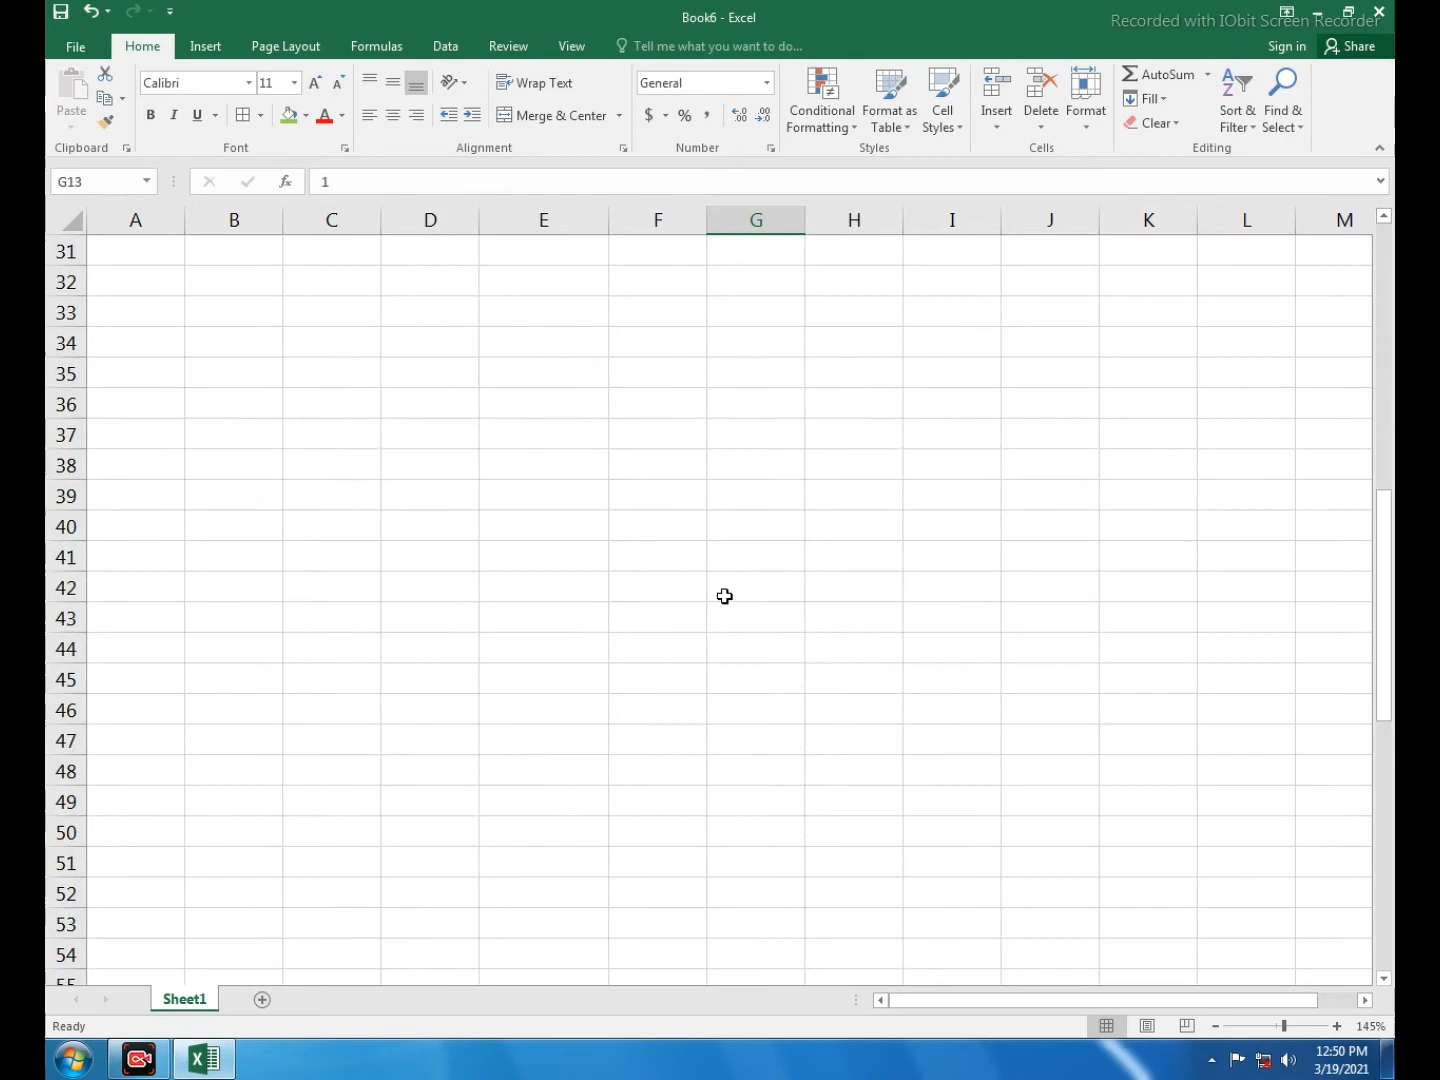 Book6 - Excel
Recorded with IObit Screen Recorder
File Home Insert Page Layout Formulas Data Review View Tell me what you want to do... Sign in Share
Paste
Calibri 11
Wrap Text
General
Conditional Formatting
Format as Table
Cell Styles
Insert
Delete
Format
AutoSum
Fill
Clear
Sort & Filter
Find & Select
B I U
Merge & Center
$ % ,
.00
.00
Clipboard Font Alignment Number Styles Cells Editing
G13 fx 1
A B C D E F G H I J K L M
31
32
33
34
35
36
37
38
39
40
41
42
43
44
45
46
47
48
49
50
51
52
53
54
55
Sheet1
Ready 145%
12:50 PM
3/19/2021